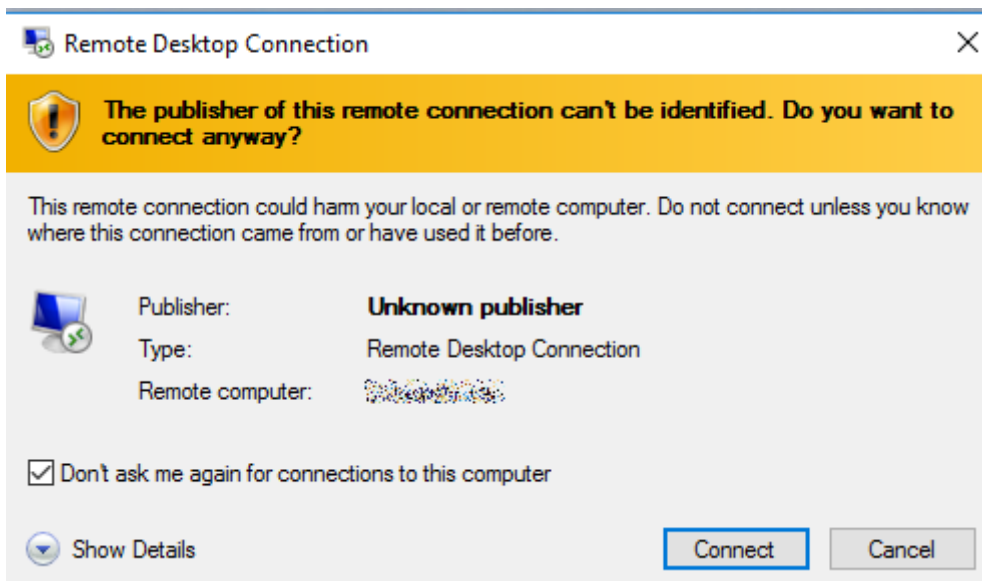 Remote Desktop Connection
The publisher of this remote connection can't be identified. Do you want to
connect anyway?
This remote connection could harm your local or remote computer. Do not connect unless you know
where this connection came from or have used it before.
Publisher: Unknown publisher
Type: Remote Desktop Connection
Remote computer:
Don't ask me again for connections to this computer
Show Details Connect Cancel